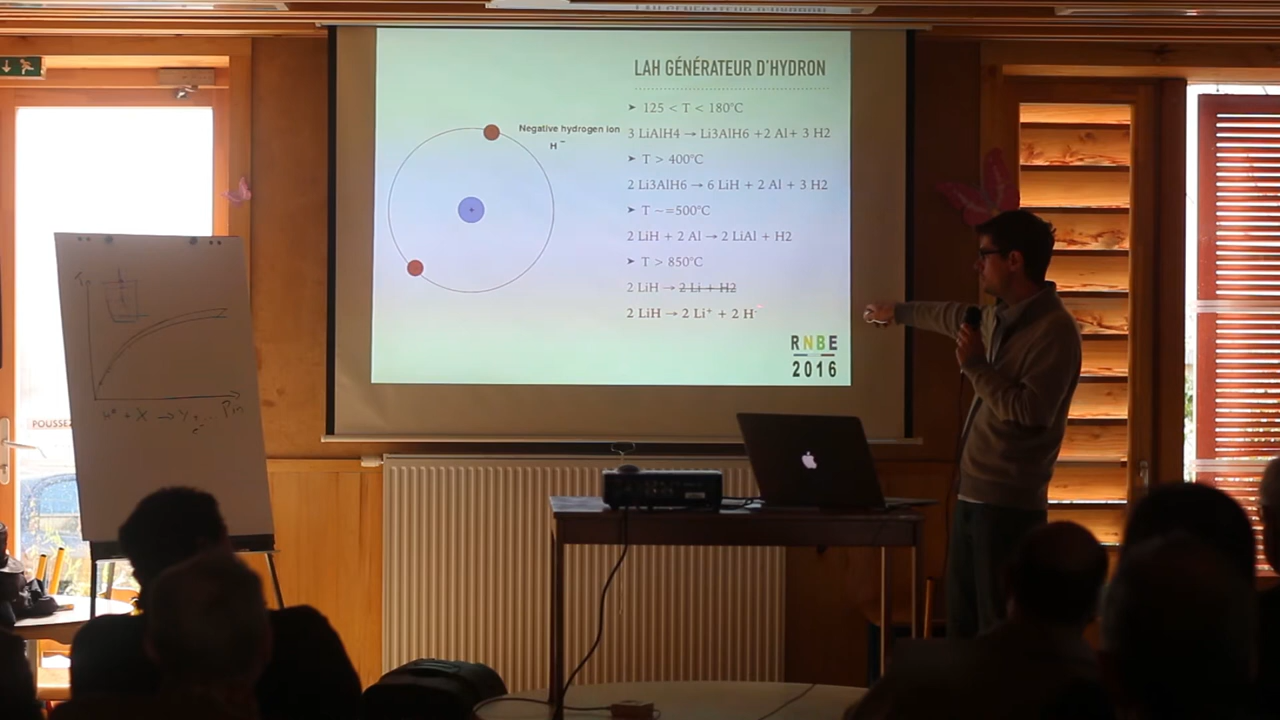 LAH GÉNÉRATEUR D'HYDRON
➤ 125 < T < 180°C
Negative hydrogen ion
H⁻
3 LiAlH4 → Li3AlH6 +2 Al+ 3 H2
➤ T > 400°C
2 Li3AlH6 → 6 LiH + 2 Al + 3 H2
➤ T ~=500°C
2 LiH + 2 Al → 2 LiAl + H2
➤ T > 850°C
2 LiH → 2 Li + H2
2 LiH → 2 Li⁺ + 2 H⁻
+
RNBE
2016
POUSSEZ